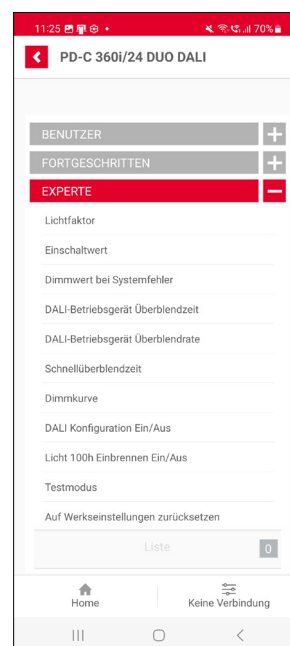 11:25 70%
PD-C 360i/24 DUO DALI
BENUTZER
FORTGESCHRITTEN
EXPERTE
Lichtfaktor
Einschaltwert
Dimmwert bei Systemfehler
DALI-Betriebsgerät Überblendzeit
DALI-Betriebsgerät Überblendrate
Schnellüberblendzeit
Dimmkurve
DALI Konfiguration Ein/Aus
Licht 100h Einbrennen Ein/Aus
Testmodus
Auf Werkseinstellungen zurücksetzen
Liste 0
Home Keine Verbindung